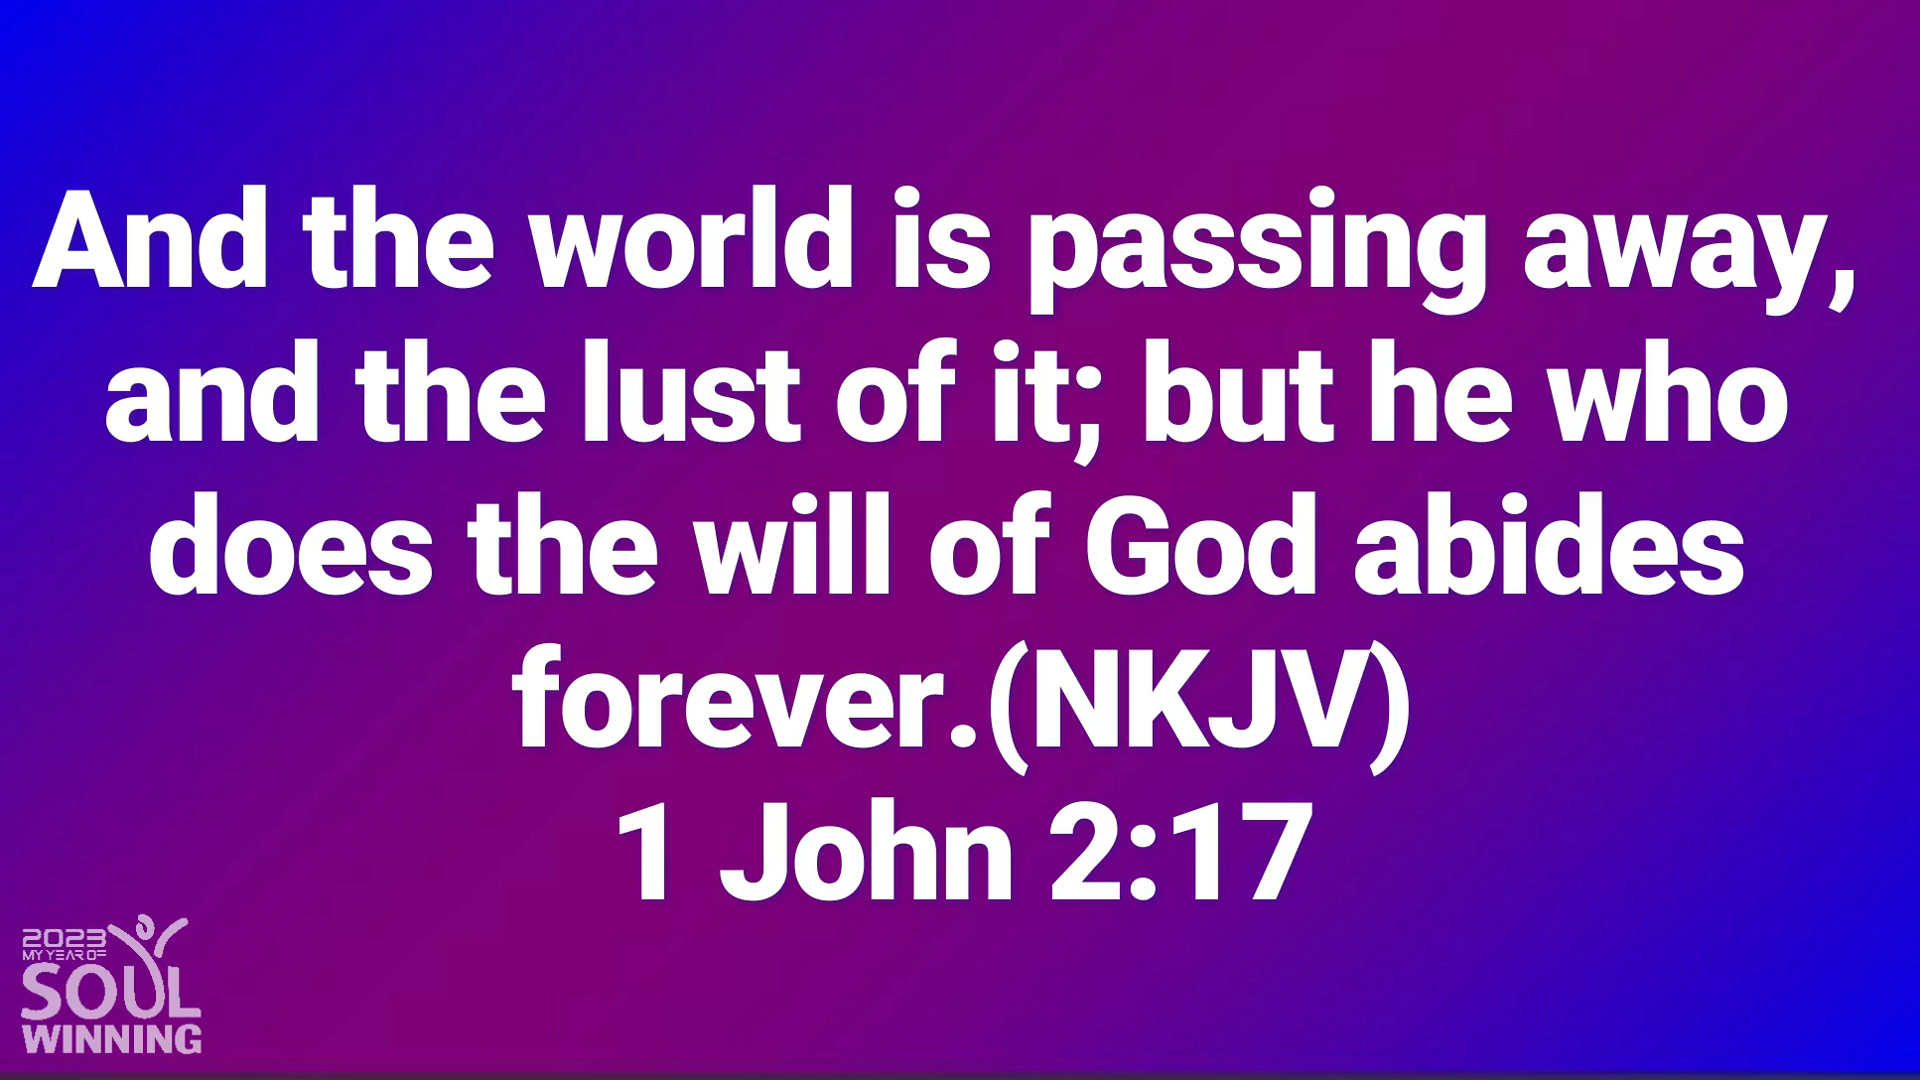 And the world is passing away,
and the lust of it; but he who
does the will of God abides
forever.(NKJV)
1 John 2:17
2023
MY YEAR OF
SOUL
WINNING